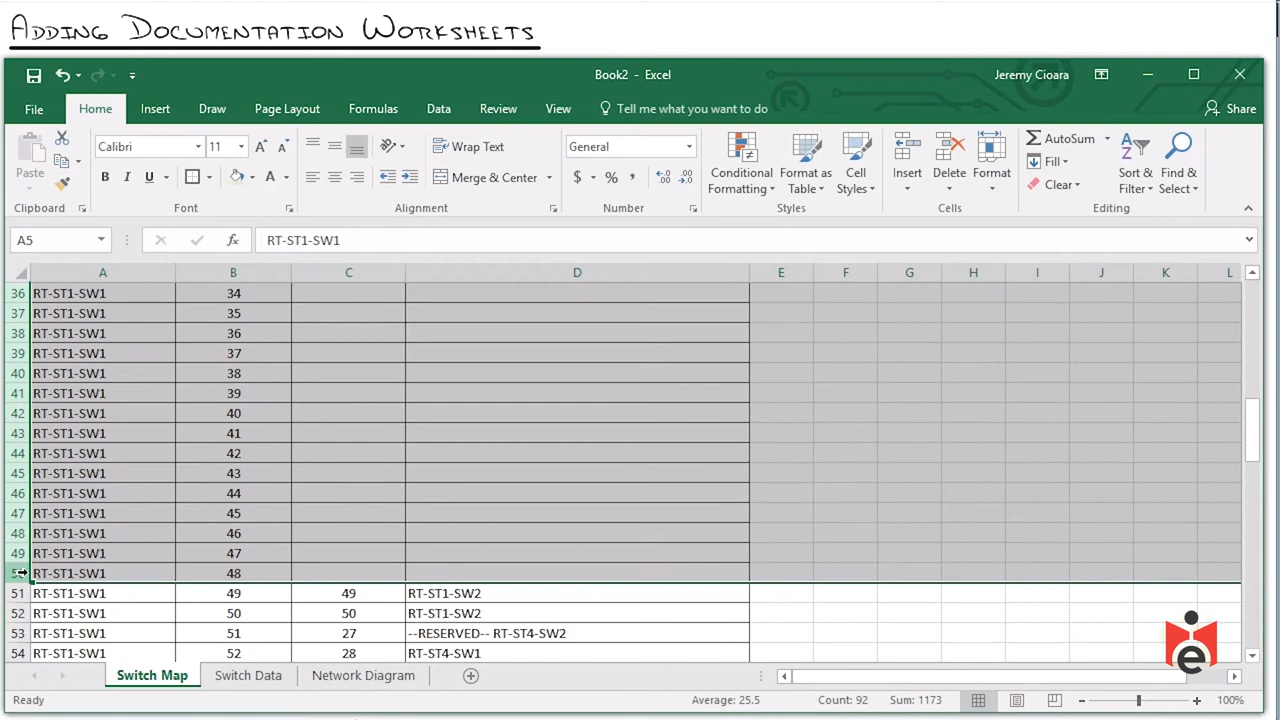 Adding Documentation Worksheets
Book2 - Excel
Jeremy Cioara
File Home Insert Draw Page Layout Formulas Data Review View Tell me what you want to do Share
Paste
Calibri 11
B I U A
Wrap Text
Merge & Center
General
$ % ,
Conditional Formatting
Format as Table
Cell Styles
Insert
Delete
Format
AutoSum
Fill
Clear
Sort & Filter
Find & Select
Clipboard Font Alignment Number Styles Cells Editing
A5 fx RT-ST1-SW1
A B C D E F G H I J K L
36 RT-ST1-SW1 34
37 RT-ST1-SW1 35
38 RT-ST1-SW1 36
39 RT-ST1-SW1 37
40 RT-ST1-SW1 38
41 RT-ST1-SW1 39
42 RT-ST1-SW1 40
43 RT-ST1-SW1 41
44 RT-ST1-SW1 42
45 RT-ST1-SW1 43
46 RT-ST1-SW1 44
47 RT-ST1-SW1 45
48 RT-ST1-SW1 46
49 RT-ST1-SW1 47
RT-ST1-SW1 48
51 RT-ST1-SW1 49 49 RT-ST1-SW2
52 RT-ST1-SW1 50 50 RT-ST1-SW2
53 RT-ST1-SW1 51 27 --RESERVED-- RT-ST4-SW2
54 RT-ST1-SW1 52 28 RT-ST4-SW1
Switch Map Switch Data Network Diagram
Ready Average: 25.5 Count: 92 Sum: 1173 100%
e